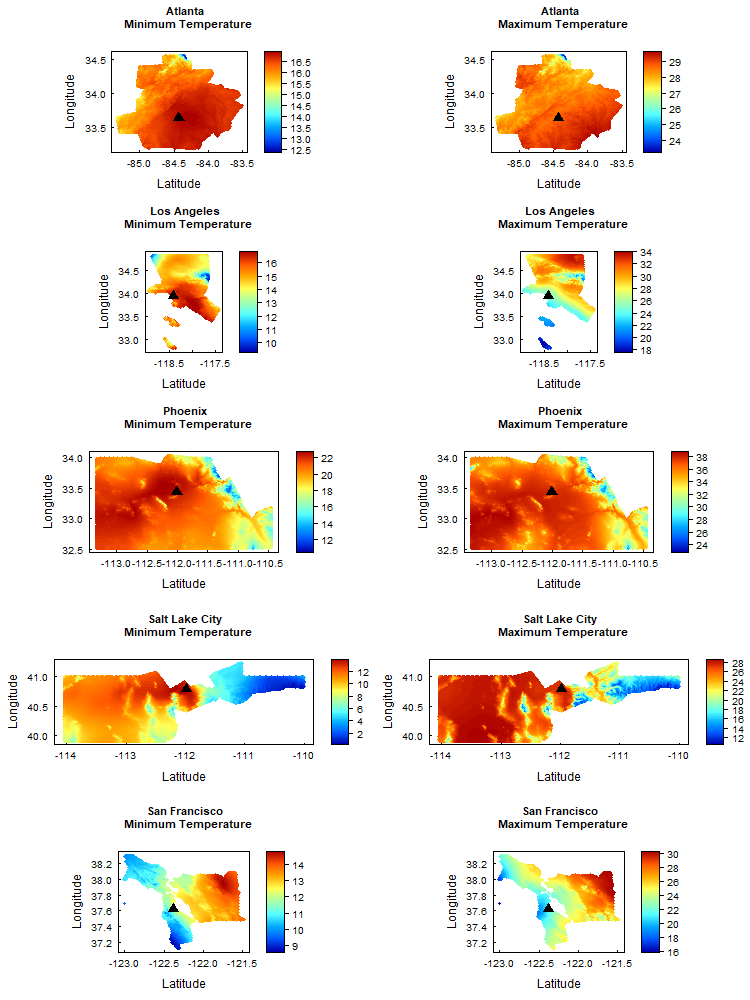 Atlanta
Minimum Temperature
Longitude
34.5
34.0
33.5
-85.0 -84.5 -84.0 -83.5
Latitude
16.5
16.0
15.5
15.0
14.5
14.0
13.5
13.0
12.5
Atlanta
Maximum Temperature
Longitude
34.5
34.0
33.5
-85.0 -84.5 -84.0 -83.5
Latitude
29
28
27
26
25
24
Los Angeles
Minimum Temperature
Longitude
34.5
34.0
33.5
33.0
-118.5 -117.5
Latitude
16
15
14
13
12
11
10
Los Angeles
Maximum Temperature
Longitude
34.5
34.0
33.5
33.0
-118.5 -117.5
Latitude
34
32
30
28
26
24
22
20
18
Phoenix
Minimum Temperature
Longitude
34.0
33.5
33.0
32.5
-113.0 -112.5 -112.0 -111.5 -111.0 -110.5
Latitude
22
20
18
16
14
12
Phoenix
Maximum Temperature
Longitude
34.0
33.5
33.0
32.5
-113.0 -112.5 -112.0 -111.5 -111.0 -110.5
Latitude
38
36
34
32
30
28
26
24
Salt Lake City
Minimum Temperature
Longitude
41.0
40.5
40.0
-114 -113 -112 -111 -110
Latitude
12
10
8
6
4
2
Salt Lake City
Maximum Temperature
Longitude
41.0
40.5
40.0
-114 -113 -112 -111 -110
Latitude
28
26
24
22
20
18
16
14
12
San Francisco
Minimum Temperature
Longitude
38.2
38.0
37.8
37.6
37.4
37.2
-123.0 -122.5 -122.0 -121.5
Latitude
14
13
12
11
10
9
San Francisco
Maximum Temperature
Longitude
38.2
38.0
37.8
37.6
37.4
37.2
-123.0 -122.5 -122.0 -121.5
Latitude
30
28
26
24
22
20
18
16